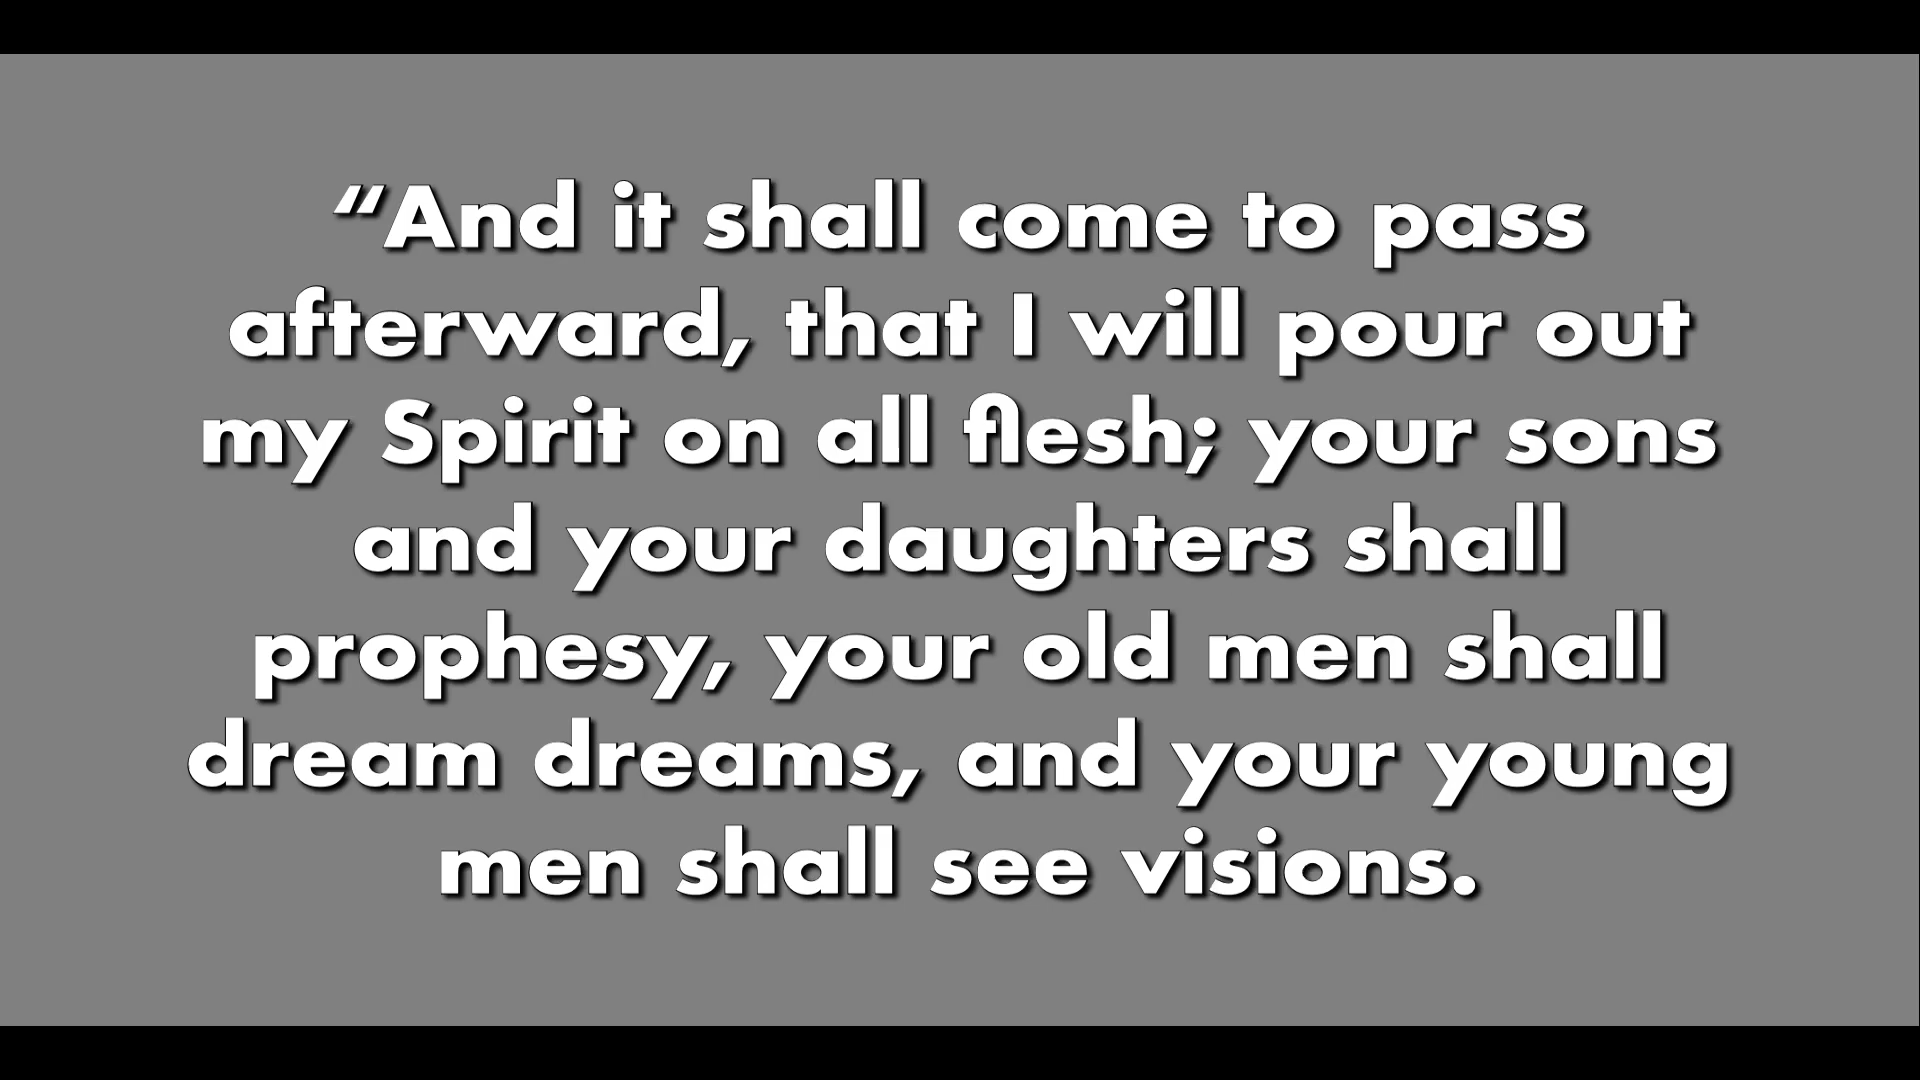 “And it shall come to pass
afterward, that I will pour out
my Spirit on all flesh; your sons
and your daughters shall
prophesy, your old men shall
dream dreams, and your young
men shall see visions.